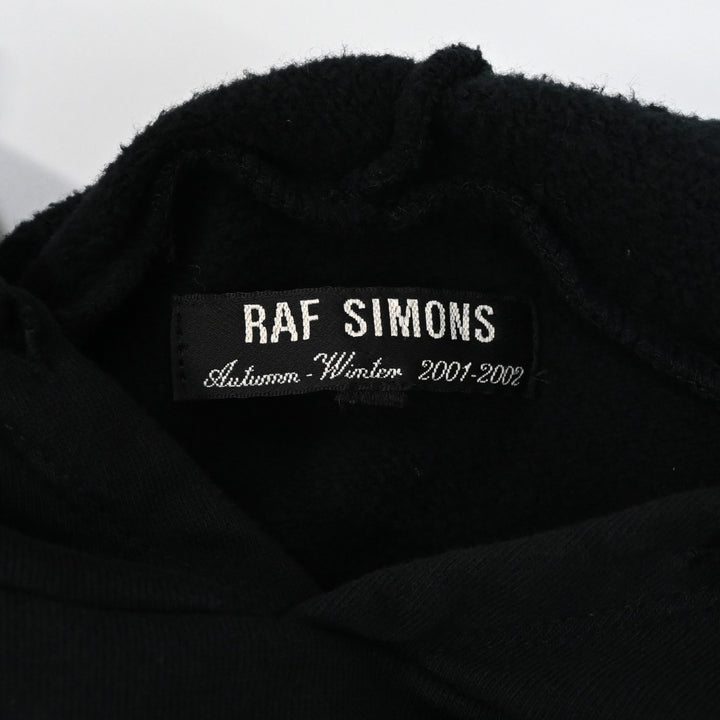 RAF SIMONS
Autumn - Winter 2001-2002